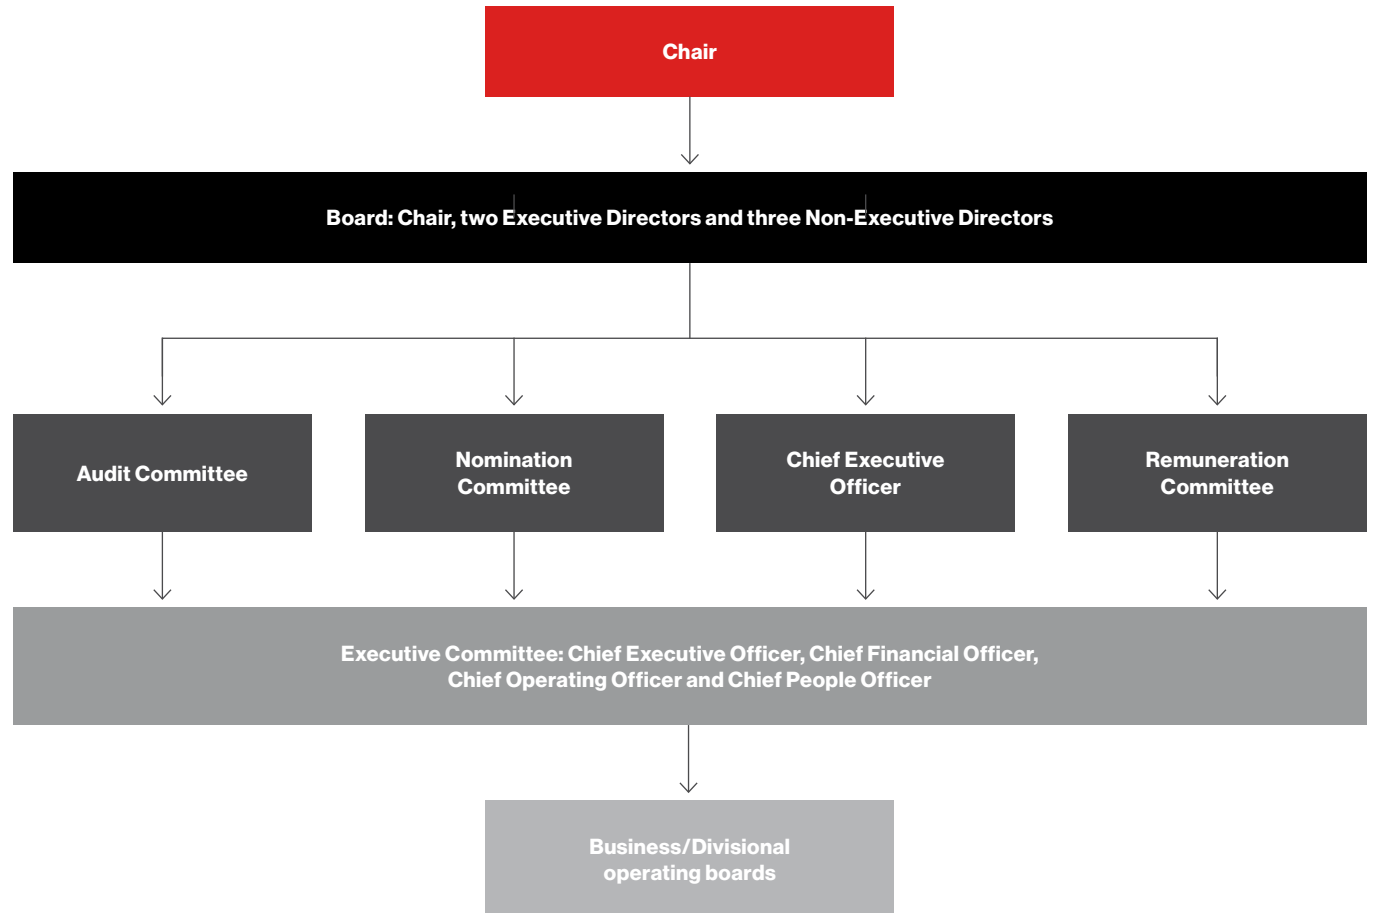 Chair
Board: Chair, two Executive Directors and three Non-Executive Directors
Audit Committee
Nomination
Committee
Chief Executive
Officer
Remuneration
Committee
Executive Committee: Chief Executive Officer, Chief Financial Officer,
Chief Operating Officer and Chief People Officer
Business/Divisional
operating boards